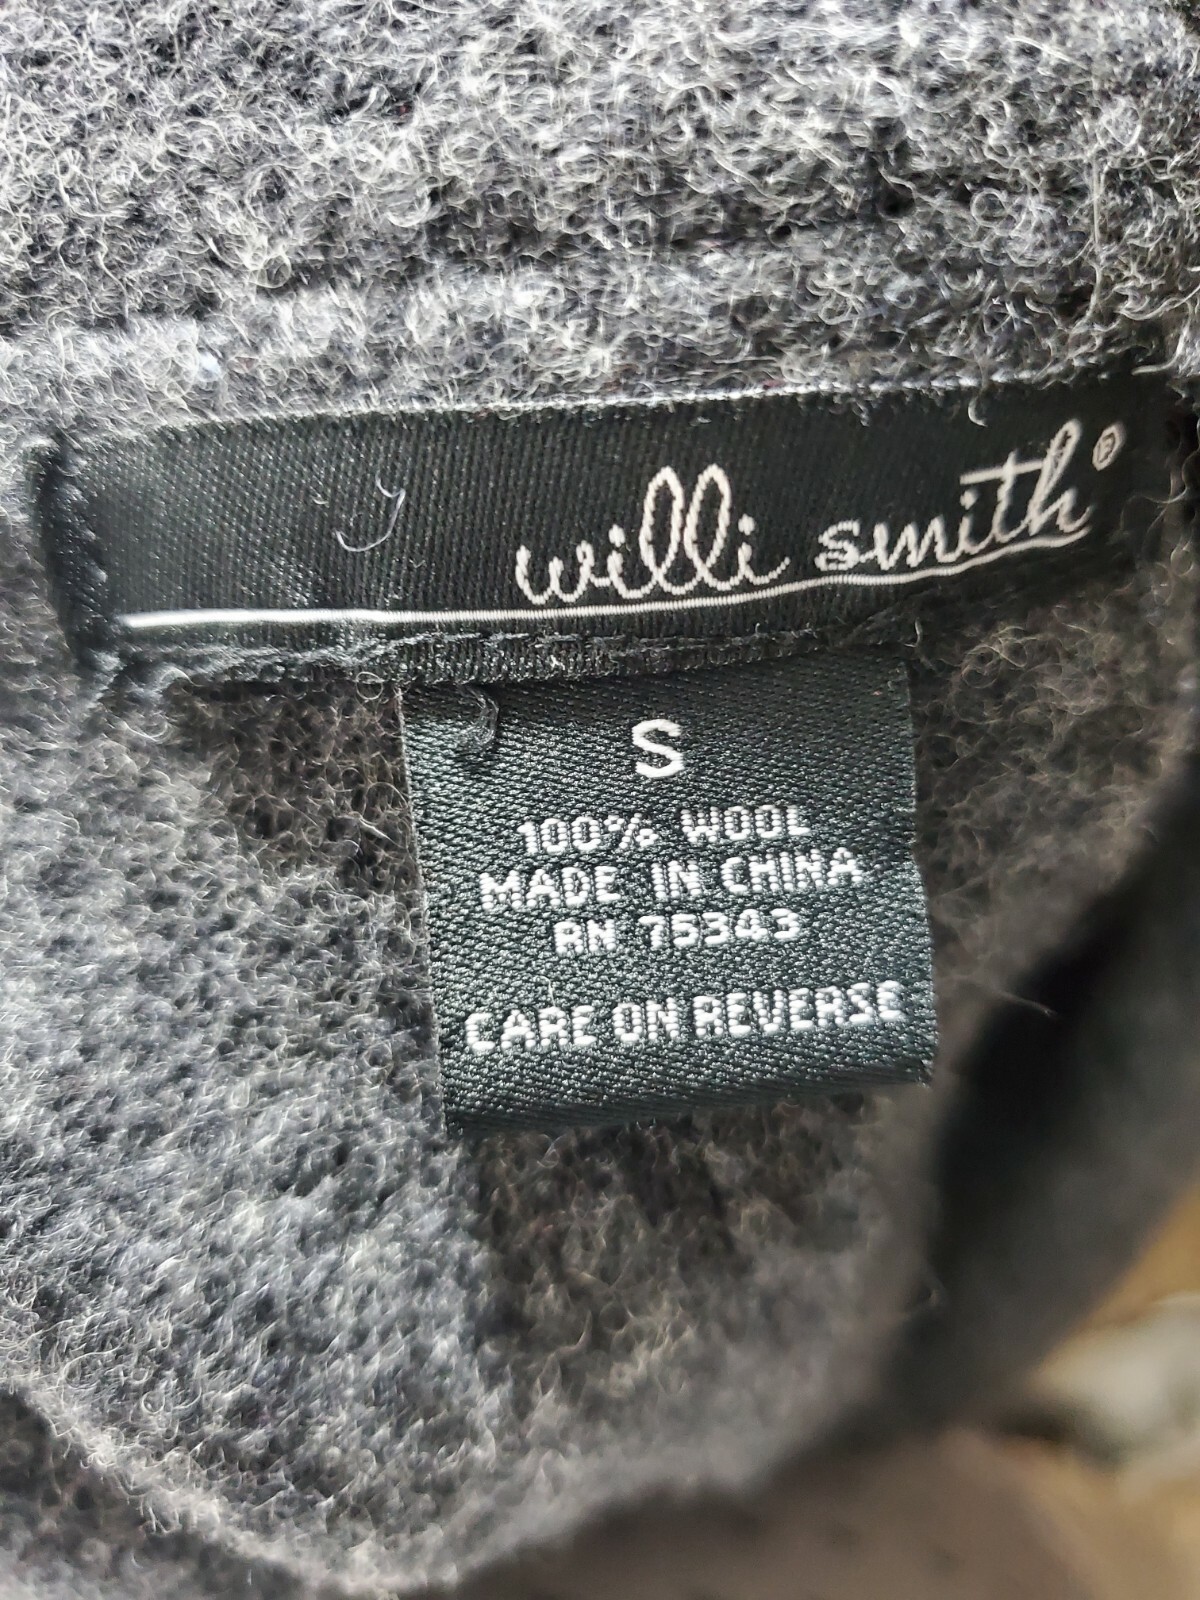 willi smith®
S
100% WOOL
MADE IN CHINA
RN 75343
CARE ON REVERSE